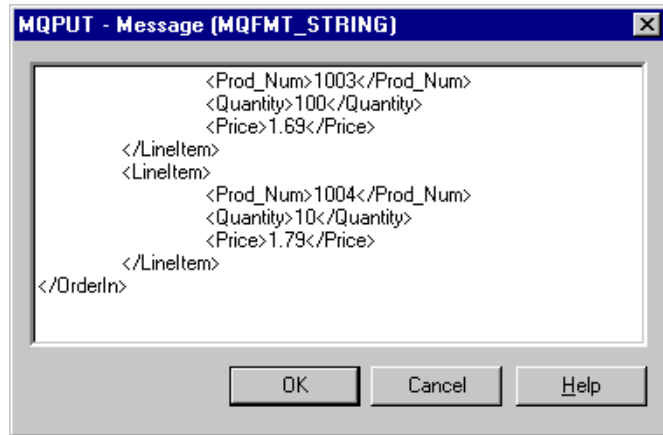 MQPUT - Message (MQFMT_STRING)
<Prod_Num>1003</Prod_Num>
<Quantity>100</Quantity>
<Price>1.69</Price>
</LineItem>
<LineItem>
<Prod_Num>1004</Prod_Num>
<Quantity>10</Quantity>
<Price>1.79</Price>
</LineItem>
</OrderIn>
OK Cancel Help